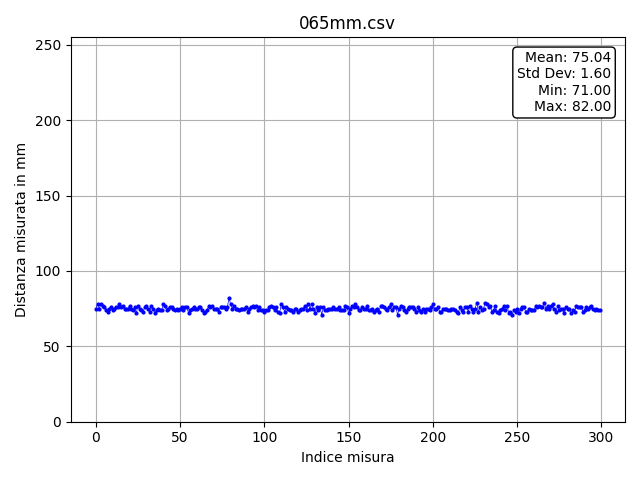 065mm.csv
Mean: 75.04
Std Dev: 1.60
Min: 71.00
Max: 82.00
Distanza misurata in mm
250
200
150
100
50
0
0 50 100 150 200 250 300
Indice misura